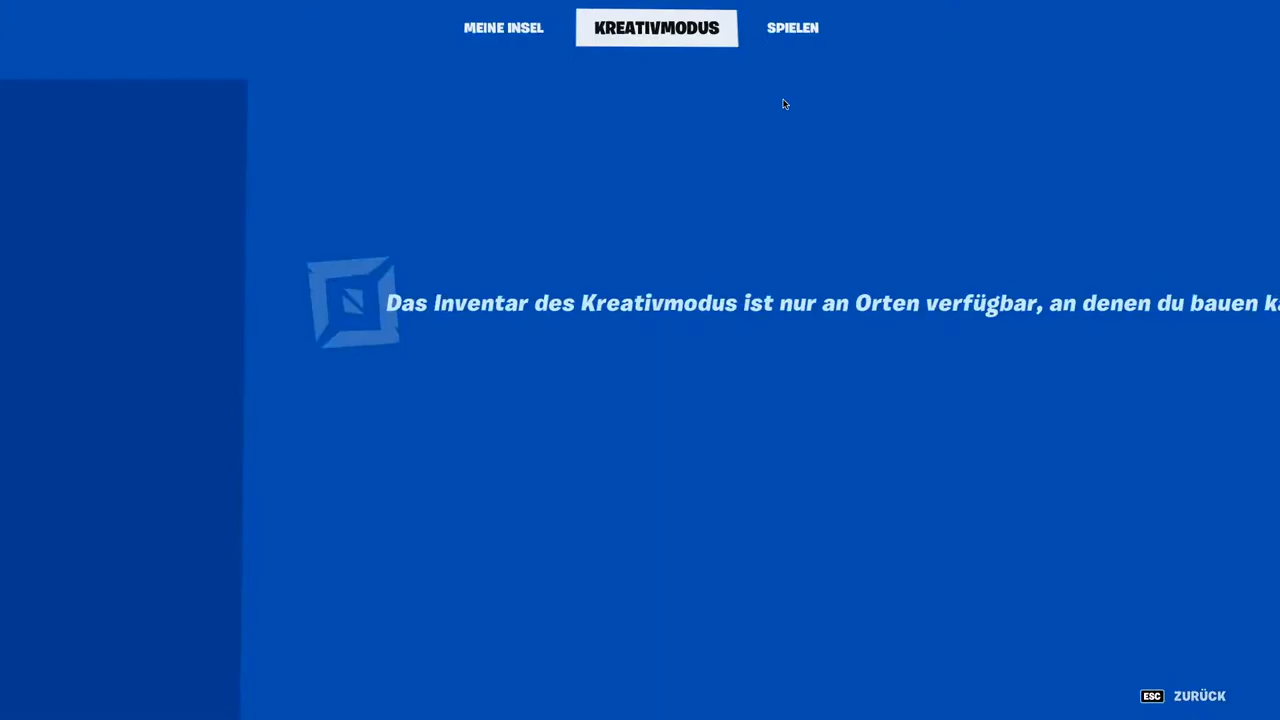 MEINE INSEL KREATIVMODUS SPIELEN
Das Inventar des Kreativmodus ist nur an Orten verfügbar, an denen du bauen
ESC ZURÜCK